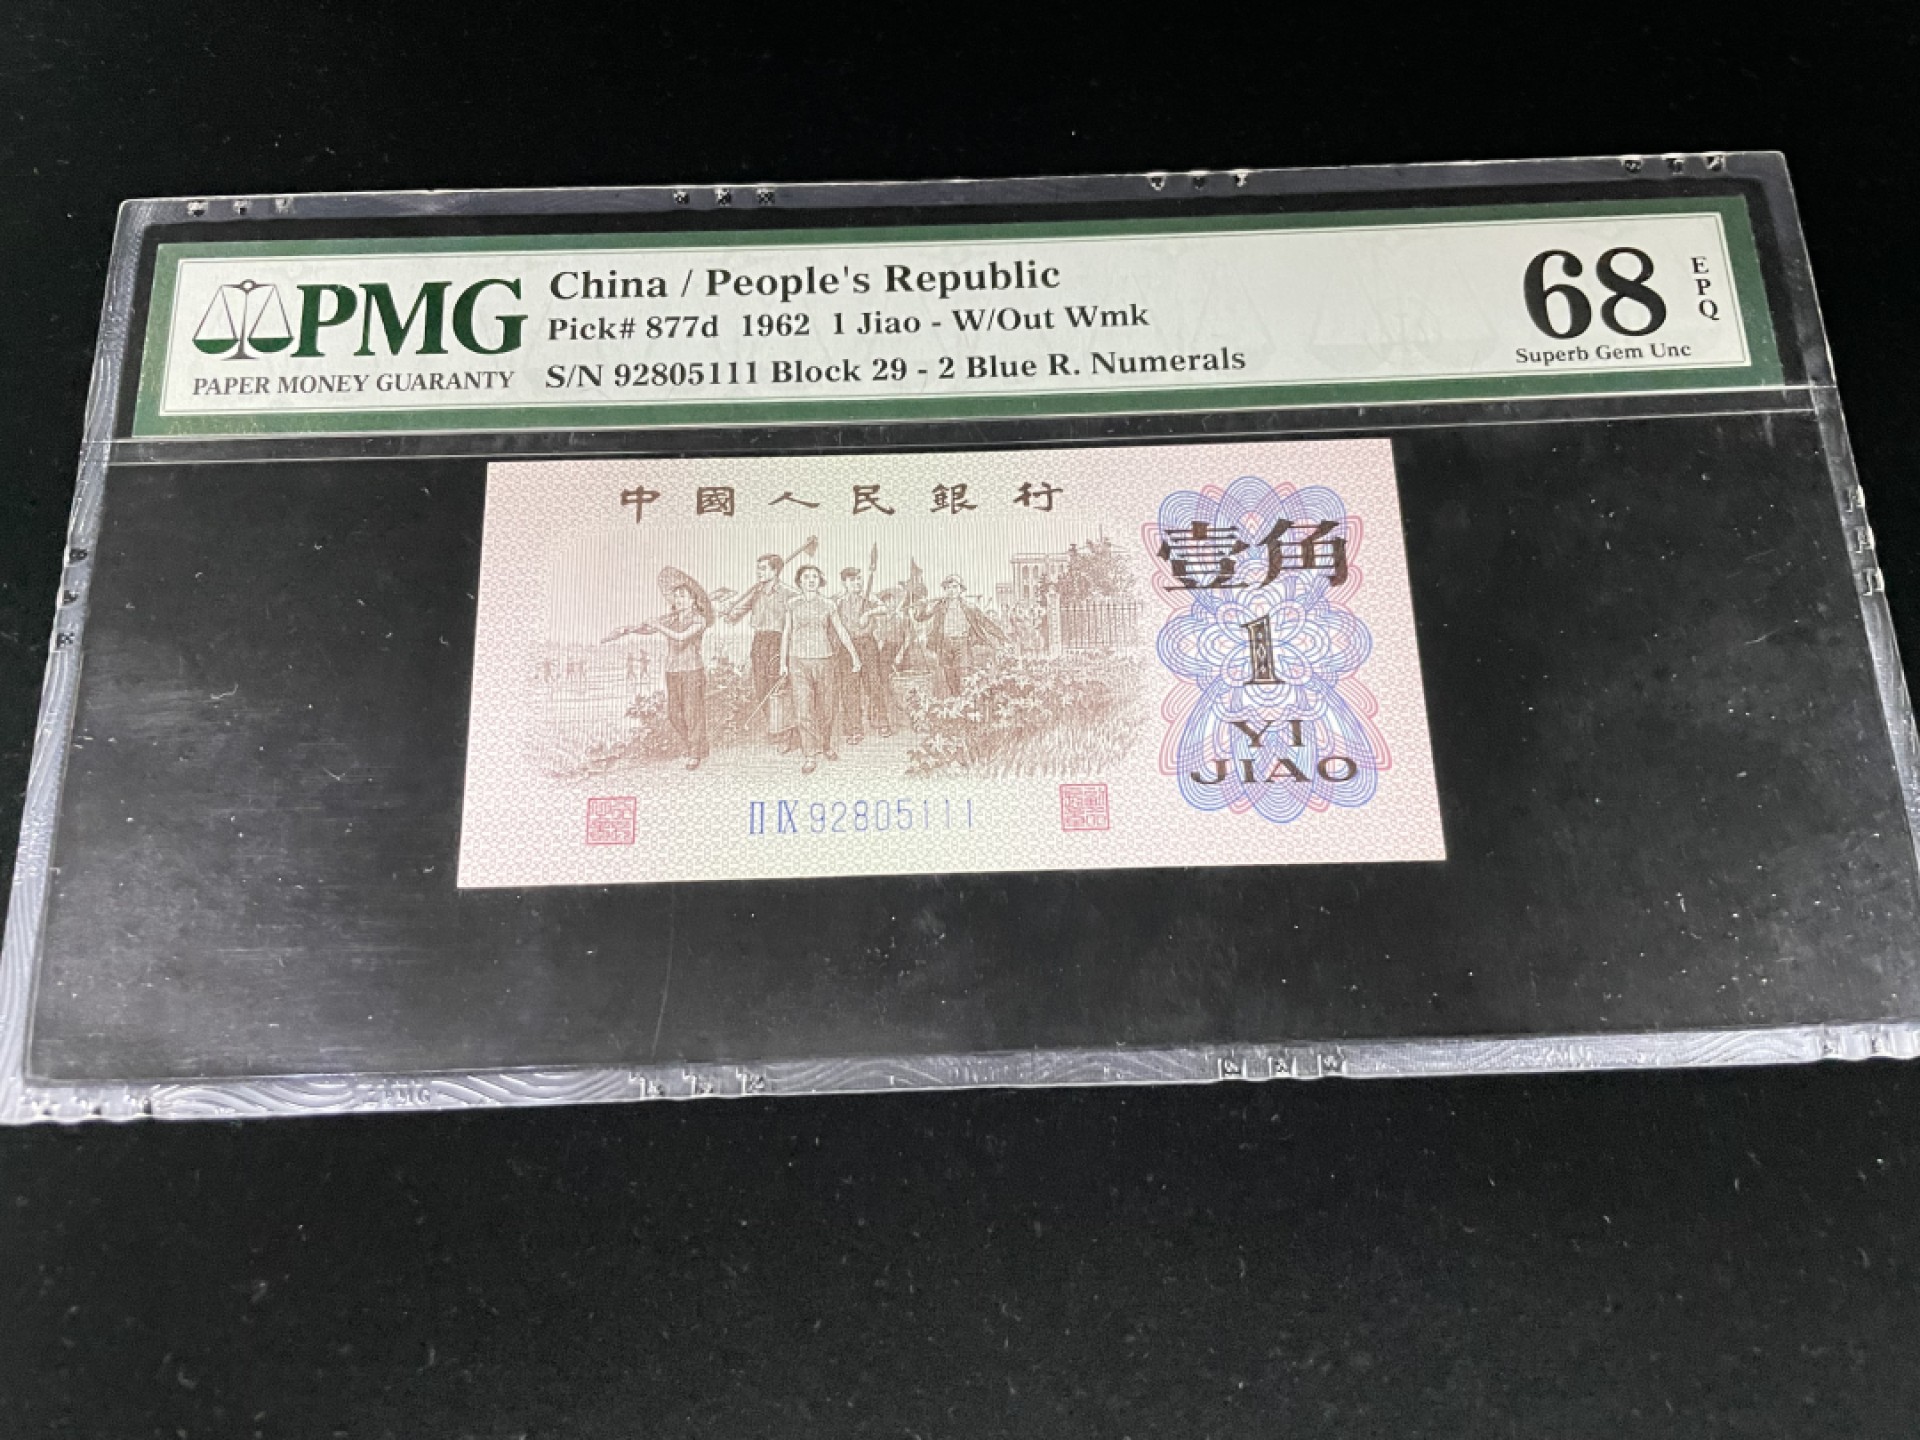 PMG
PAPER MONEY GUARANTY
China / People's Republic
Pick# 877d 1962 1 Jiao - W/Out Wmk
S/N 92805111 Block 29 - 2 Blue R. Numerals
68
EPQ
Superb Gem Unc
中國人民銀行
壹角
1
YI
JIAO
II IX 92805111
PMG